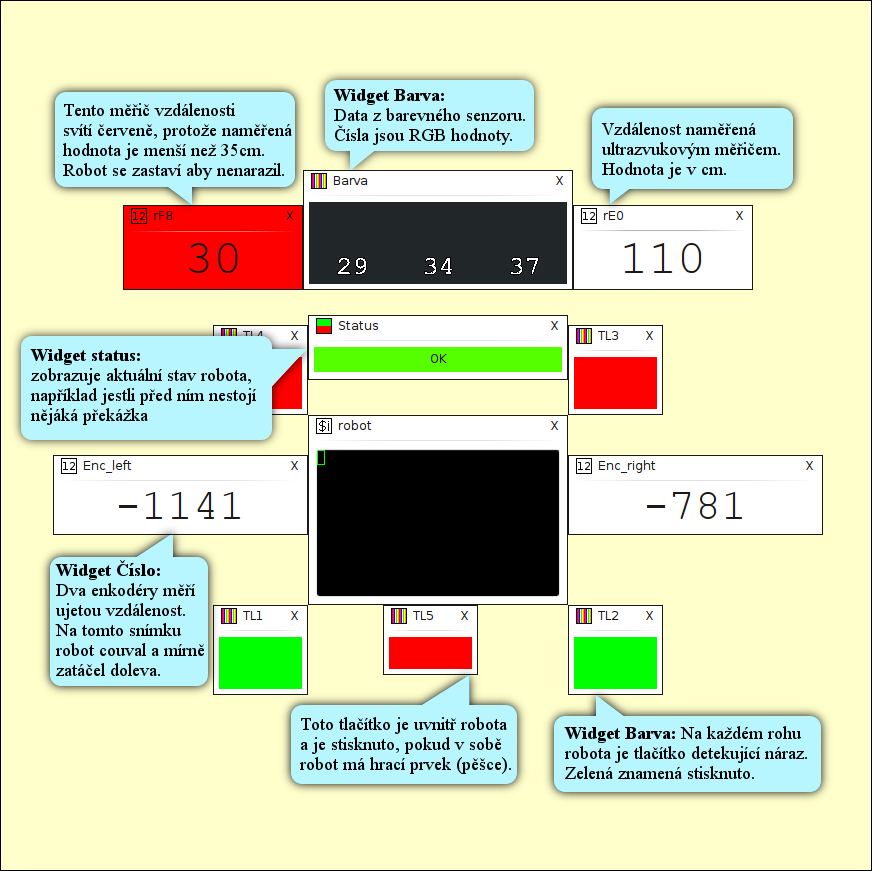 Tento měřič vzdálenosti
svítí červeně, protože naměřená
hodnota je menší než 35cm.
Robot se zastaví aby nenarazil.
Widget Barva:
Data z barevného senzoru.
Čísla jsou RGB hodnoty.
Vzdálenost naměřená
ultrazvukovým měřičem.
Hodnota je v cm.
12 rF8 X
30
Barva X
29 34 37
12 rE0 X
110
TL4 X
Status X
OK
TL3 X
Widget status:
zobrazuje aktuální stav robota,
například jestli před ním nestojí
nějáká překážka
$i robot X
12 Enc_left X
-1141
12 Enc_right X
-781
Widget Číslo:
Dva enkodéry měří
ujetou vzdálenost.
Na tomto snímku
robot couval a mírně
zatáčel doleva.
TL1 X
TL5 X
TL2 X
Toto tlačítko je uvnitř robota
a je stisknuto, pokud v sobě
robot má hrací prvek (pěšce).
Widget Barva: Na každém rohu
robota je tlačítko detekující náraz.
Zelená znamená stisknuto.